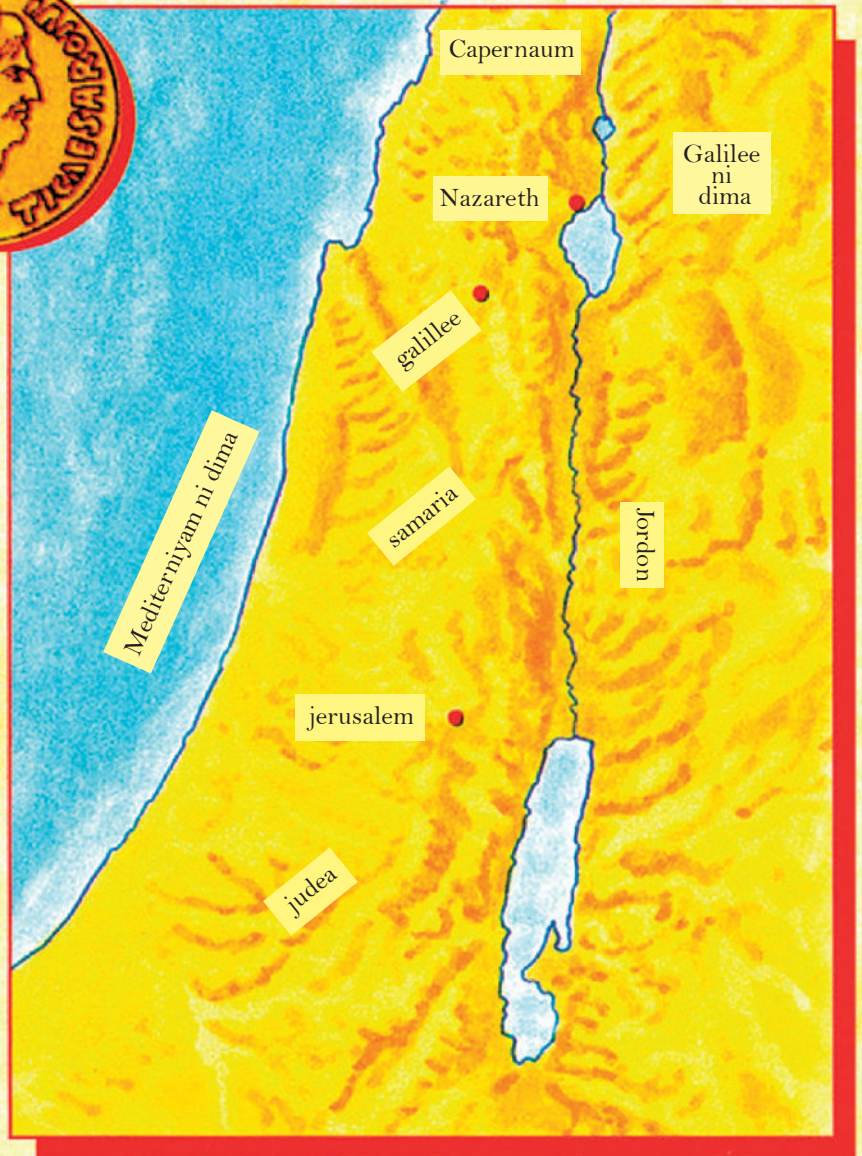 Capernaum
Galilee
ni
dima
Nazareth
galillee
Mediterniyam ni dima
samaria
Jordon
jerusalem
judea